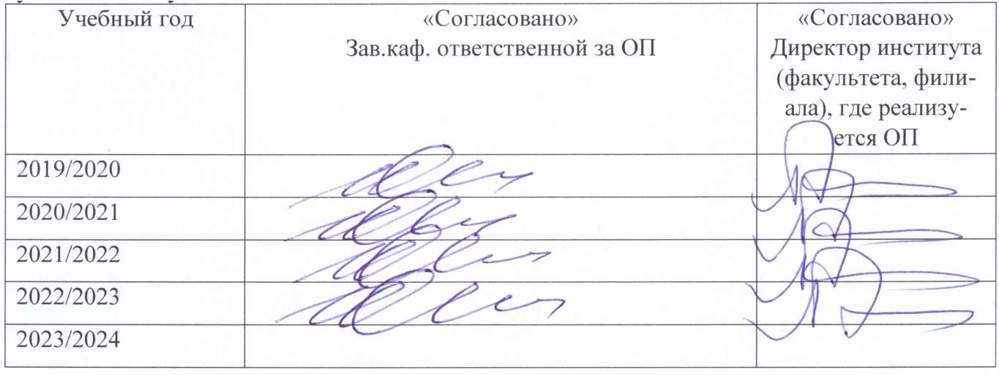 Учебный год
«Согласовано»
Зав.каф. ответственной за ОП
«Согласовано»
Директор института
(факультета, фили-
ала), где реализу-
ется ОП
2019/2020
2020/2021
2021/2022
2022/2023
2023/2024